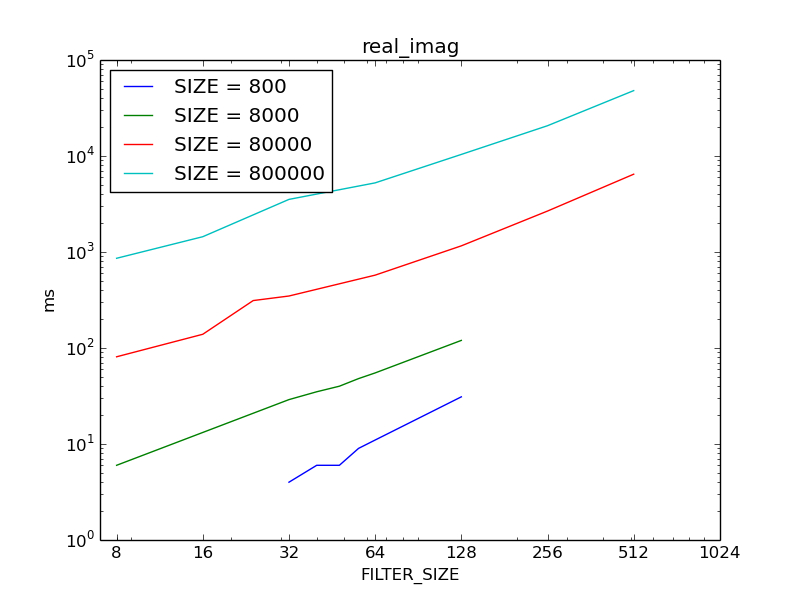 real_imag
10^5
10^4
10^3
10^2
10^1
10^0
ms
SIZE = 800
SIZE = 8000
SIZE = 80000
SIZE = 800000
8 16 32 64 128 256 512 1024
FILTER_SIZE